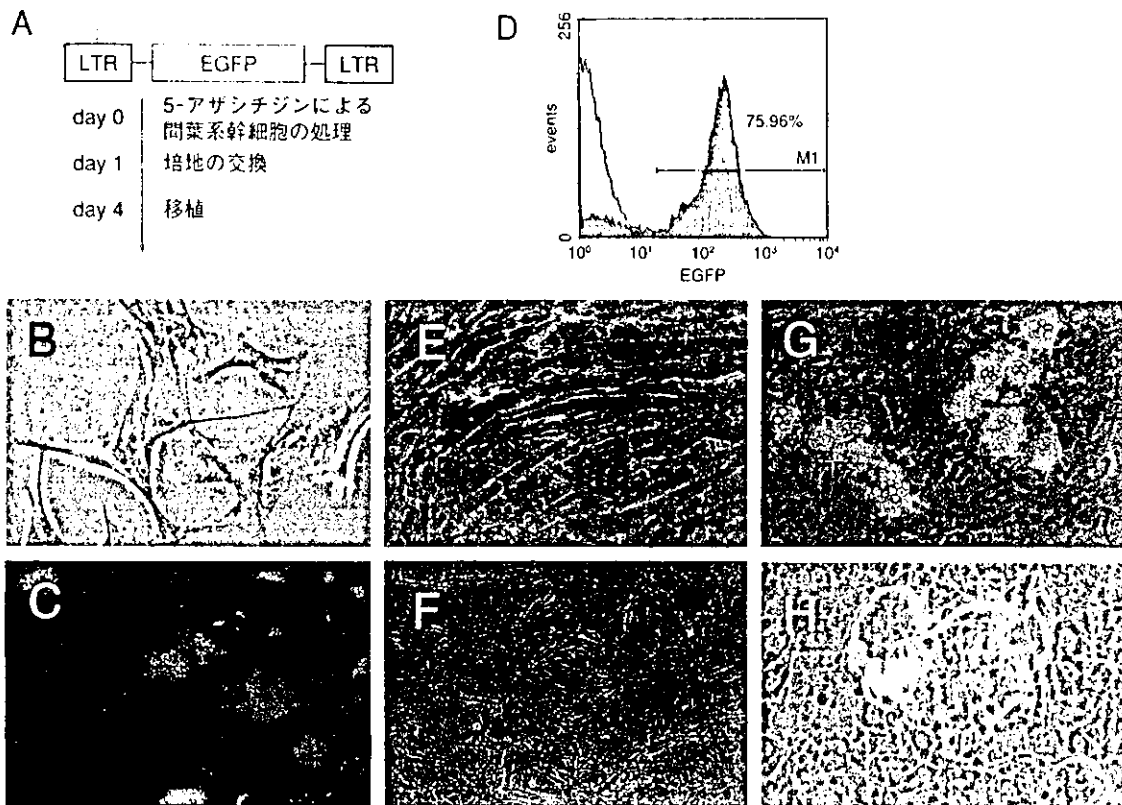 A
LTR EGFP LTR
day 0 5-アザシチジンによる
間葉系幹細胞の処理
day 1 培地の交換
day 4 移植
D
256
events
75.96%
M1
0
10⁰ 10¹ 10² 10³ 10⁴
EGFP
B
E
G
C
F
H